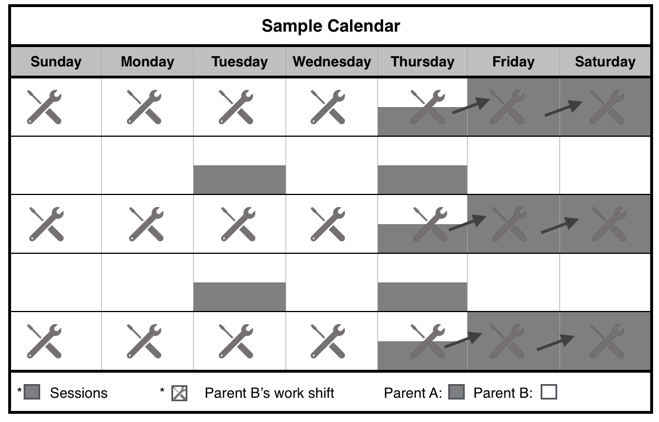 Sample Calendar
Sunday Monday Tuesday Wednesday Thursday Friday Saturday
* Sessions * Parent B's work shift Parent A: Parent B: